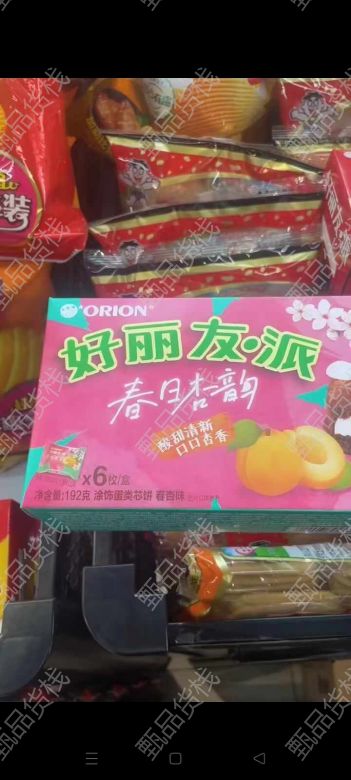 ORION
好丽友·派
春日杏韵
酸甜清新
口口杏香
x6枚/盒
净含量:192克 涂饰蛋类芯饼 春杏味
甄品货栈